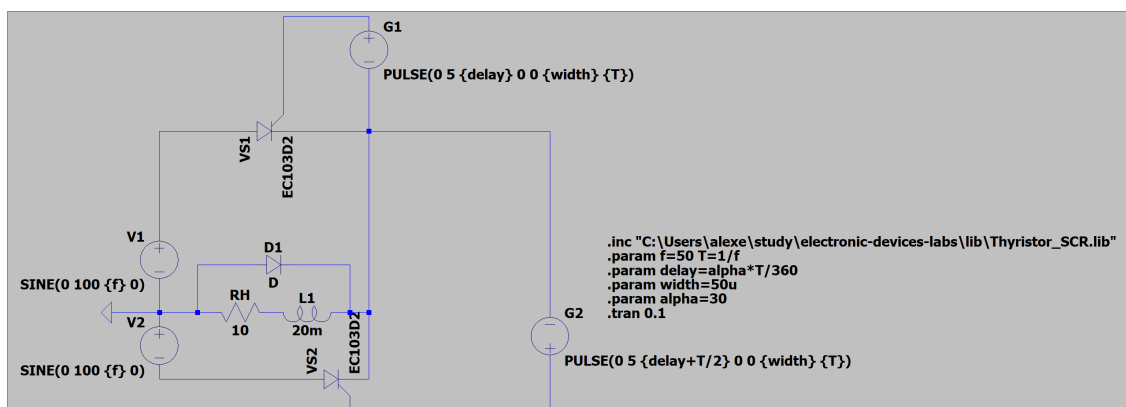 G1
PULSE(0 5 {delay} 0 0 {width} {T})
VS1
EC103D2
V1
SINE(0 100 {f} 0)
D1
D
RH
10
L1
20m
V2
SINE(0 100 {f} 0)
VS2
EC103D2
G2
PULSE(0 5 {delay+T/2} 0 0 {width} {T})
.inc "C:\Users\alexe\study\electronic-devices-labs\lib\Thyristor_SCR.lib"
.param f=50 T=1/f
.param delay=alpha*T/360
.param width=50u
.param alpha=30
.tran 0.1